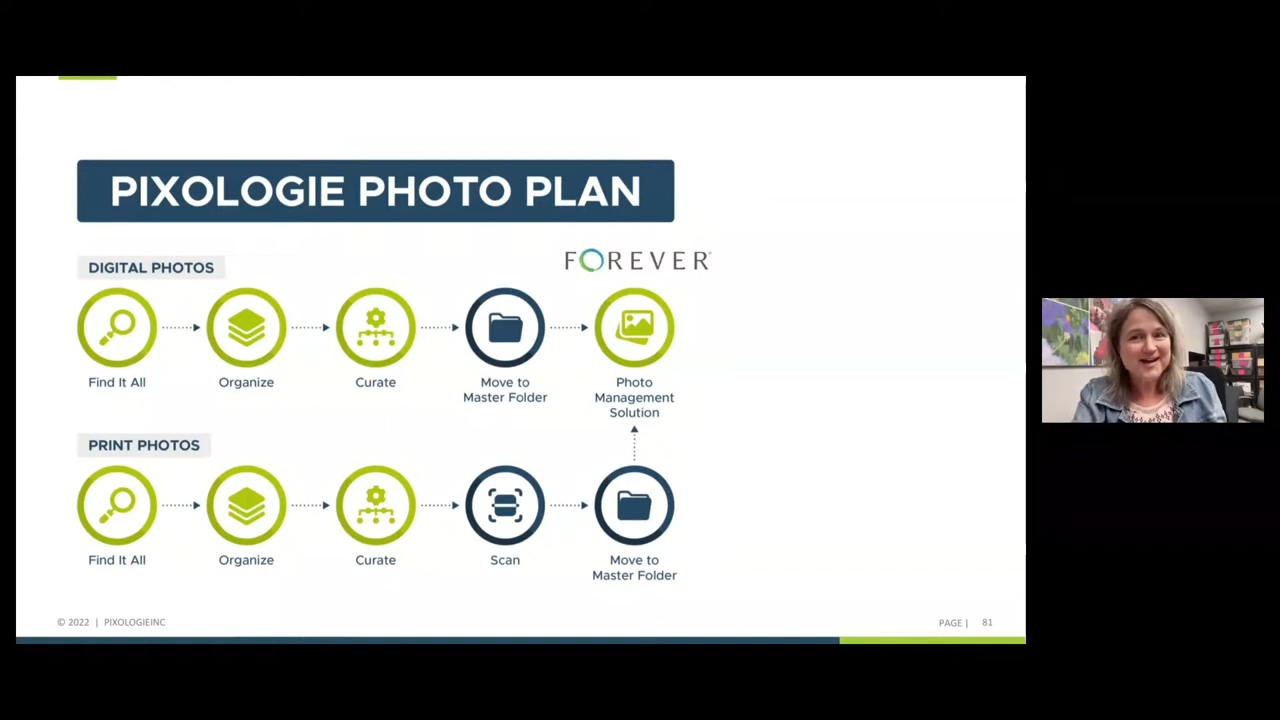 PIXOLOGIE PHOTO PLAN
FOREVER
DIGITAL PHOTOS
Find It All
Organize
Curate
Move to
Master Folder
Photo
Management
Solution
PRINT PHOTOS
Find It All
Organize
Curate
Scan
Move to
Master Folder
© 2022 | PIXOLOGIEINC
PAGE | 81